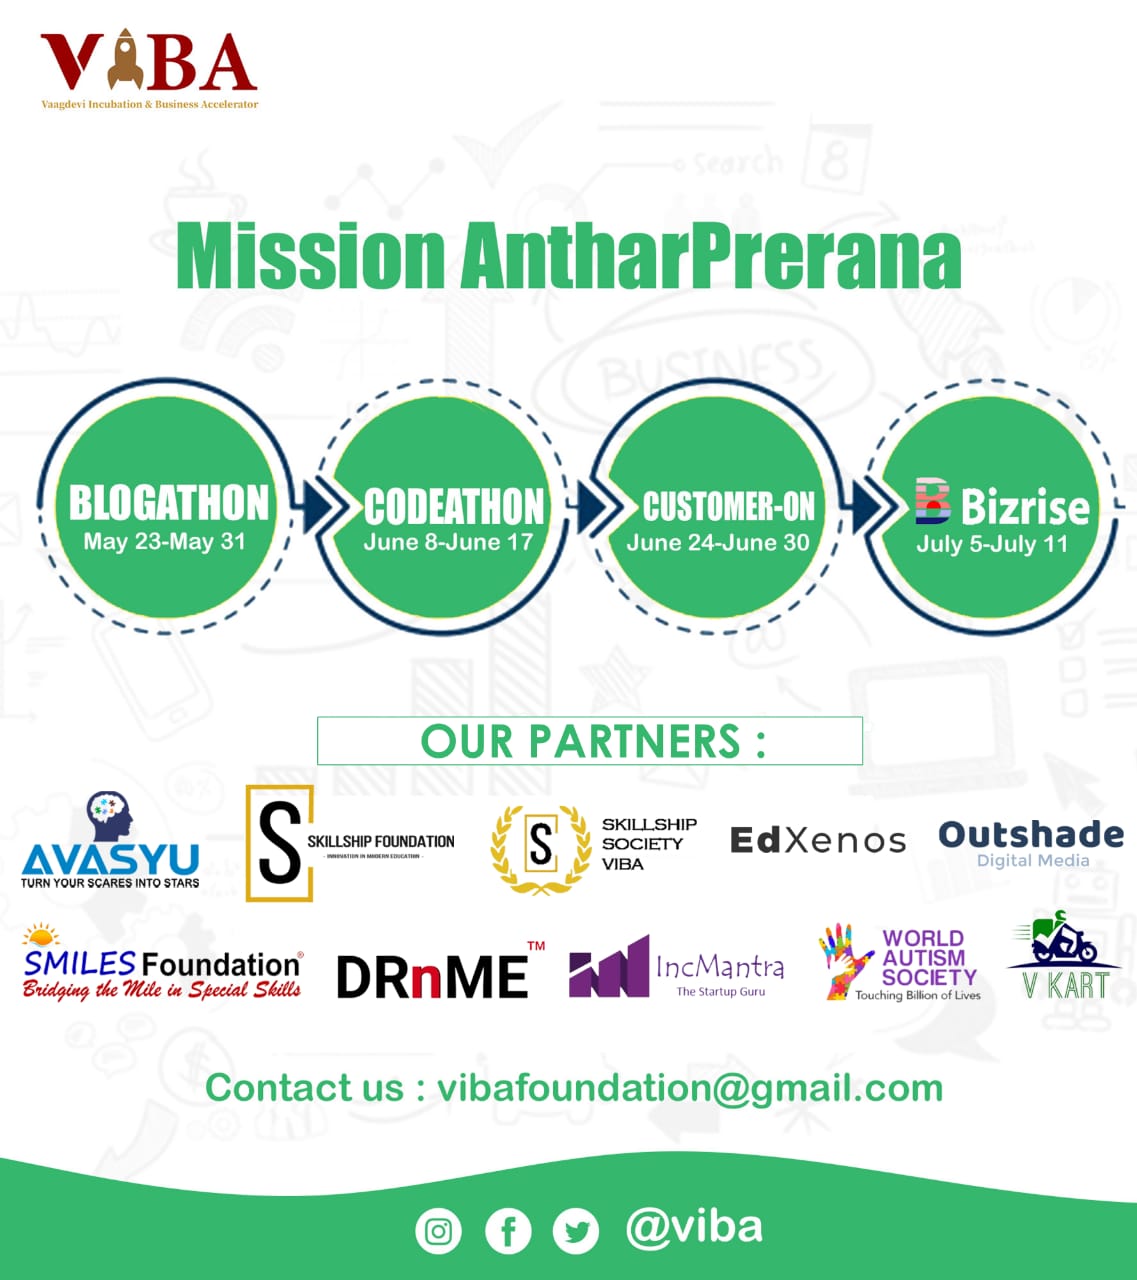 VIBA
Vaagdevi Incubation & Business Accelerator
search
8
Mission AntharPrerana
BUSINESS
BLOGATHON
May 23-May 31
CODEATHON
June 8-June 17
CUSTOMER-ON
June 24-June 30
B Bizrise
July 5-July 11
OUR PARTNERS :
AVASYU
TURN YOUR SCARES INTO STARS
S
SKILLSHIP FOUNDATION
- INNOVATION IN MODERN EDUCATION -
S
SKILLSHIP
SOCIETY
VIBA
EdXenos
Outshade
Digital Media
SMILES Foundation®
Bridging the Mile in Special Skills
DRnME™
IncMantra
The Startup Guru
WORLD
AUTISM
SOCIETY
Touching Billion of Lives
V KART
Contact us : vibafoundation@gmail.com
@viba